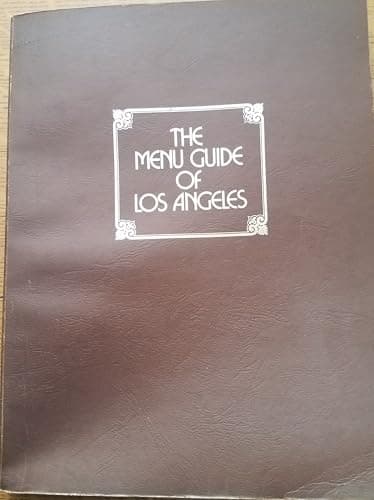 THE
MENU GUIDE
OF
LOS ANGELES